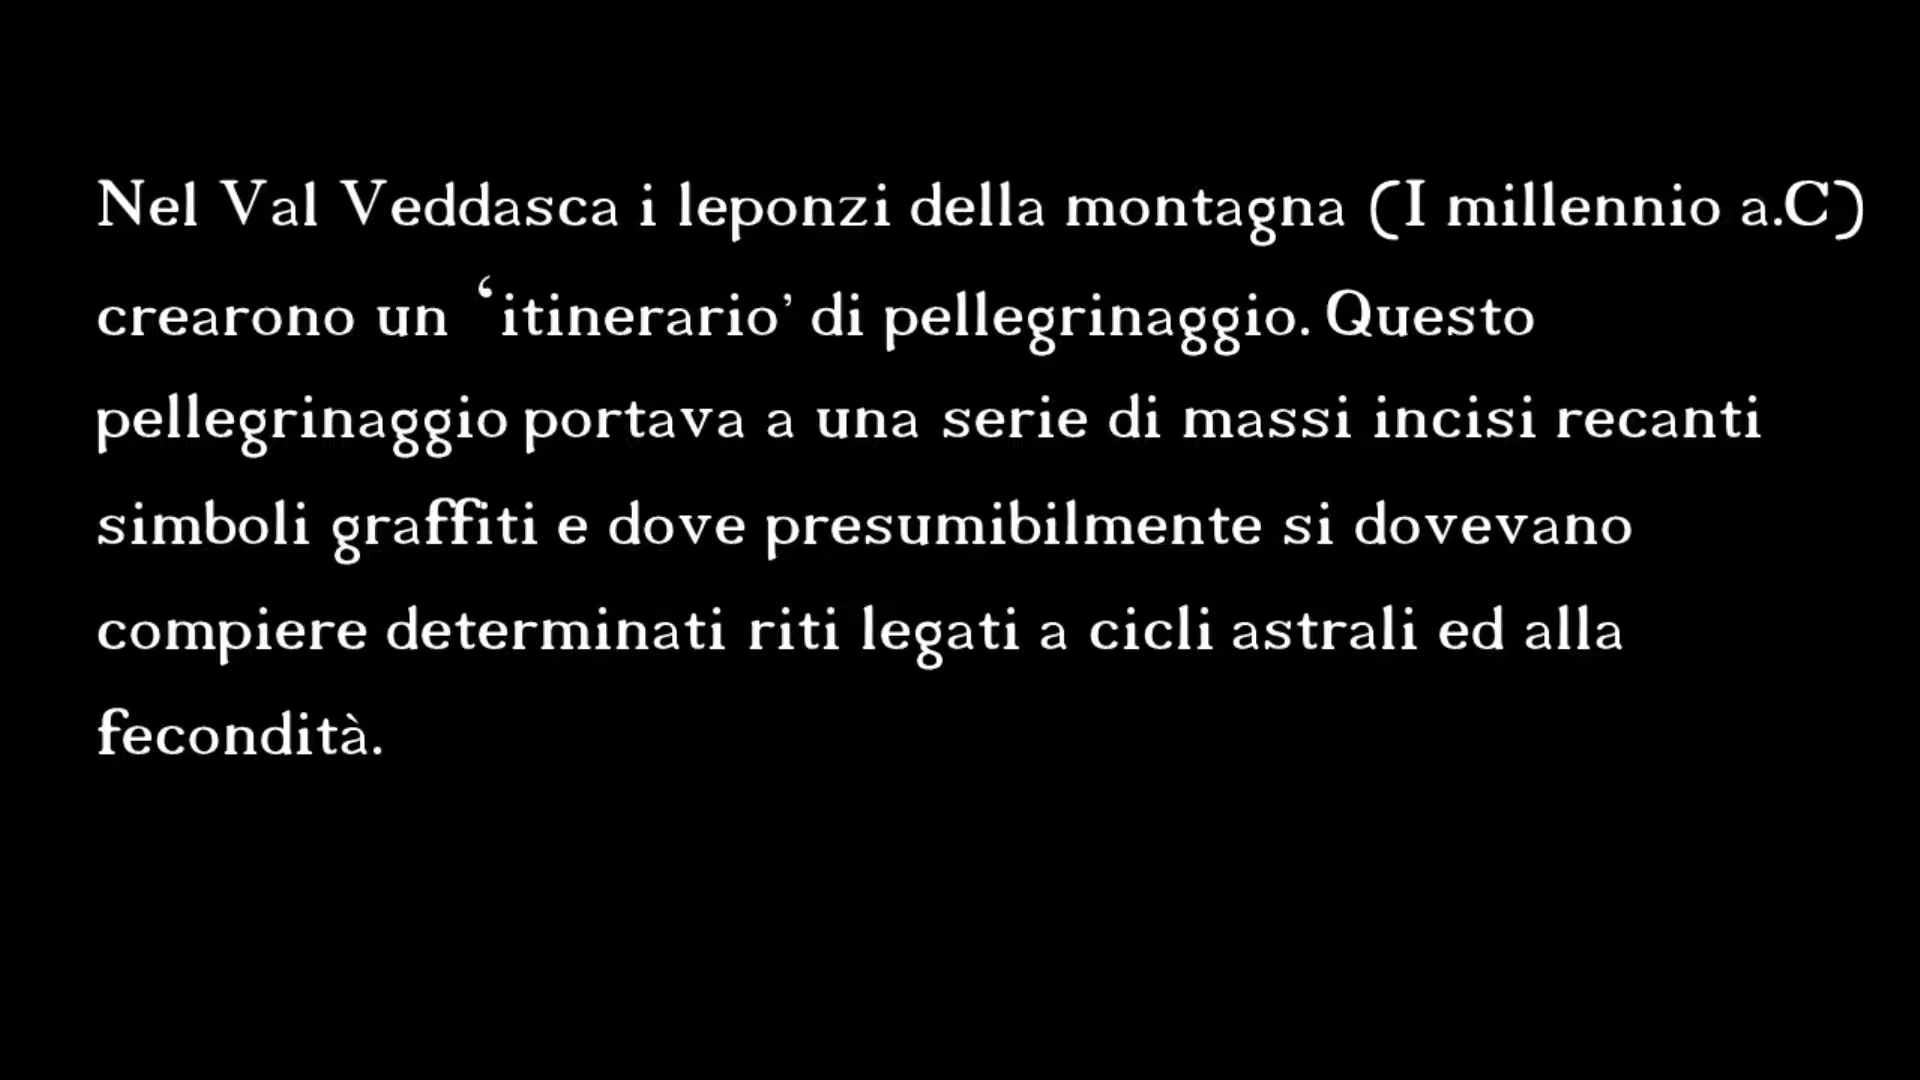 Nel Val Veddasca i leponzi della montagna (I millennio a.C)
crearono un ‘itinerario’ di pellegrinaggio. Questo
pellegrinaggio portava a una serie di massi incisi recanti
simboli graffiti e dove presumibilmente si dovevano
compiere determinati riti legati a cicli astrali ed alla
fecondità.